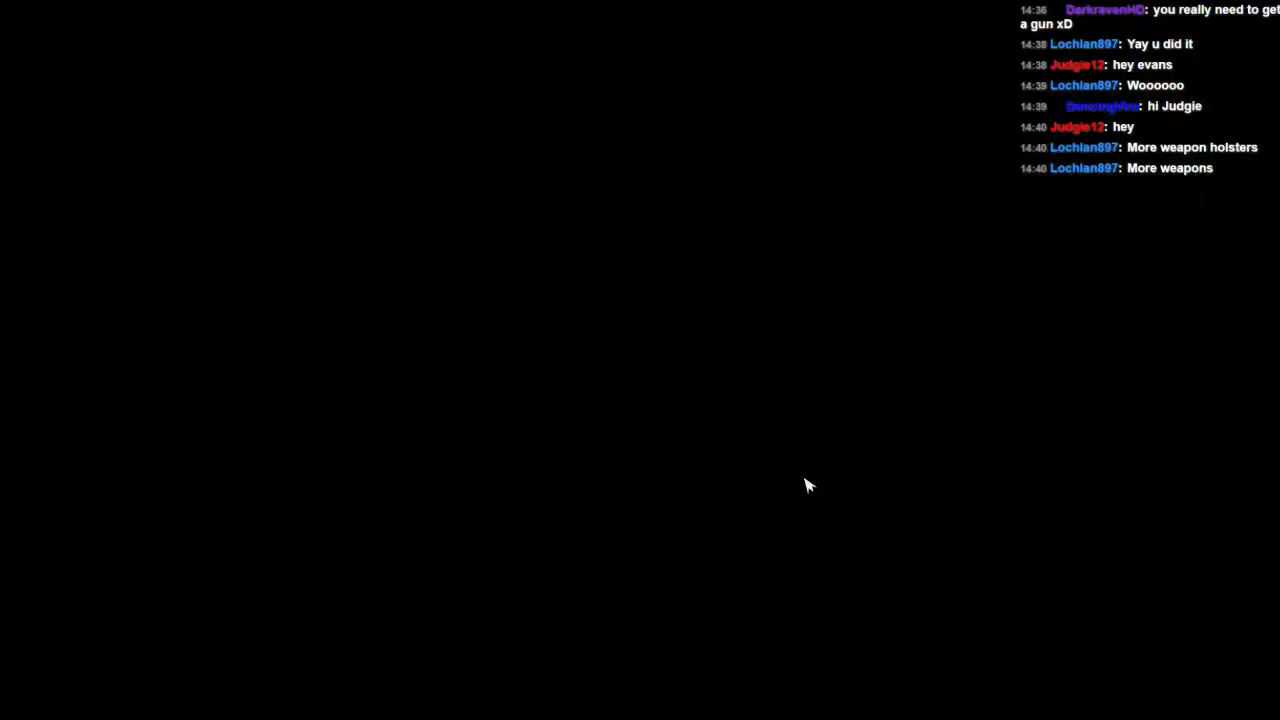 14:36 DarkravenHD: you really need to get
a gun xD
14:38 Lochlan897: Yay u did it
14:38 Judgie12: hey evans
14:39 Lochlan897: Woooooo
14:39 : hi Judgie
14:40 Judgie12: hey
14:40 Lochlan897: More weapon holsters
14:40 Lochlan897: More weapons